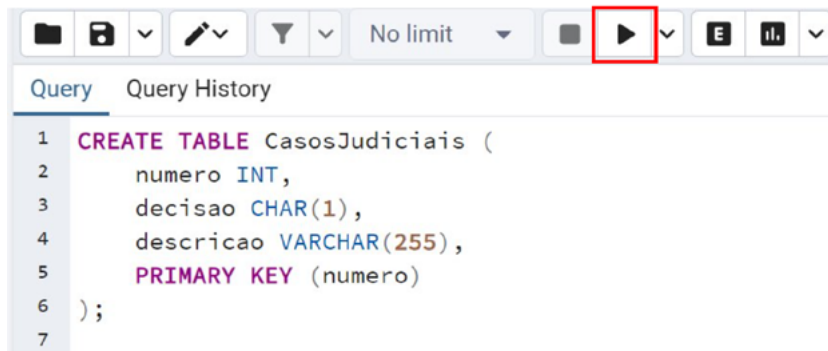 No limit
E
Query Query History
1 CREATE TABLE CasosJudiciais (
2 numero INT,
3 decisao CHAR(1),
4 descricao VARCHAR(255),
5 PRIMARY KEY (numero)
6 );
7